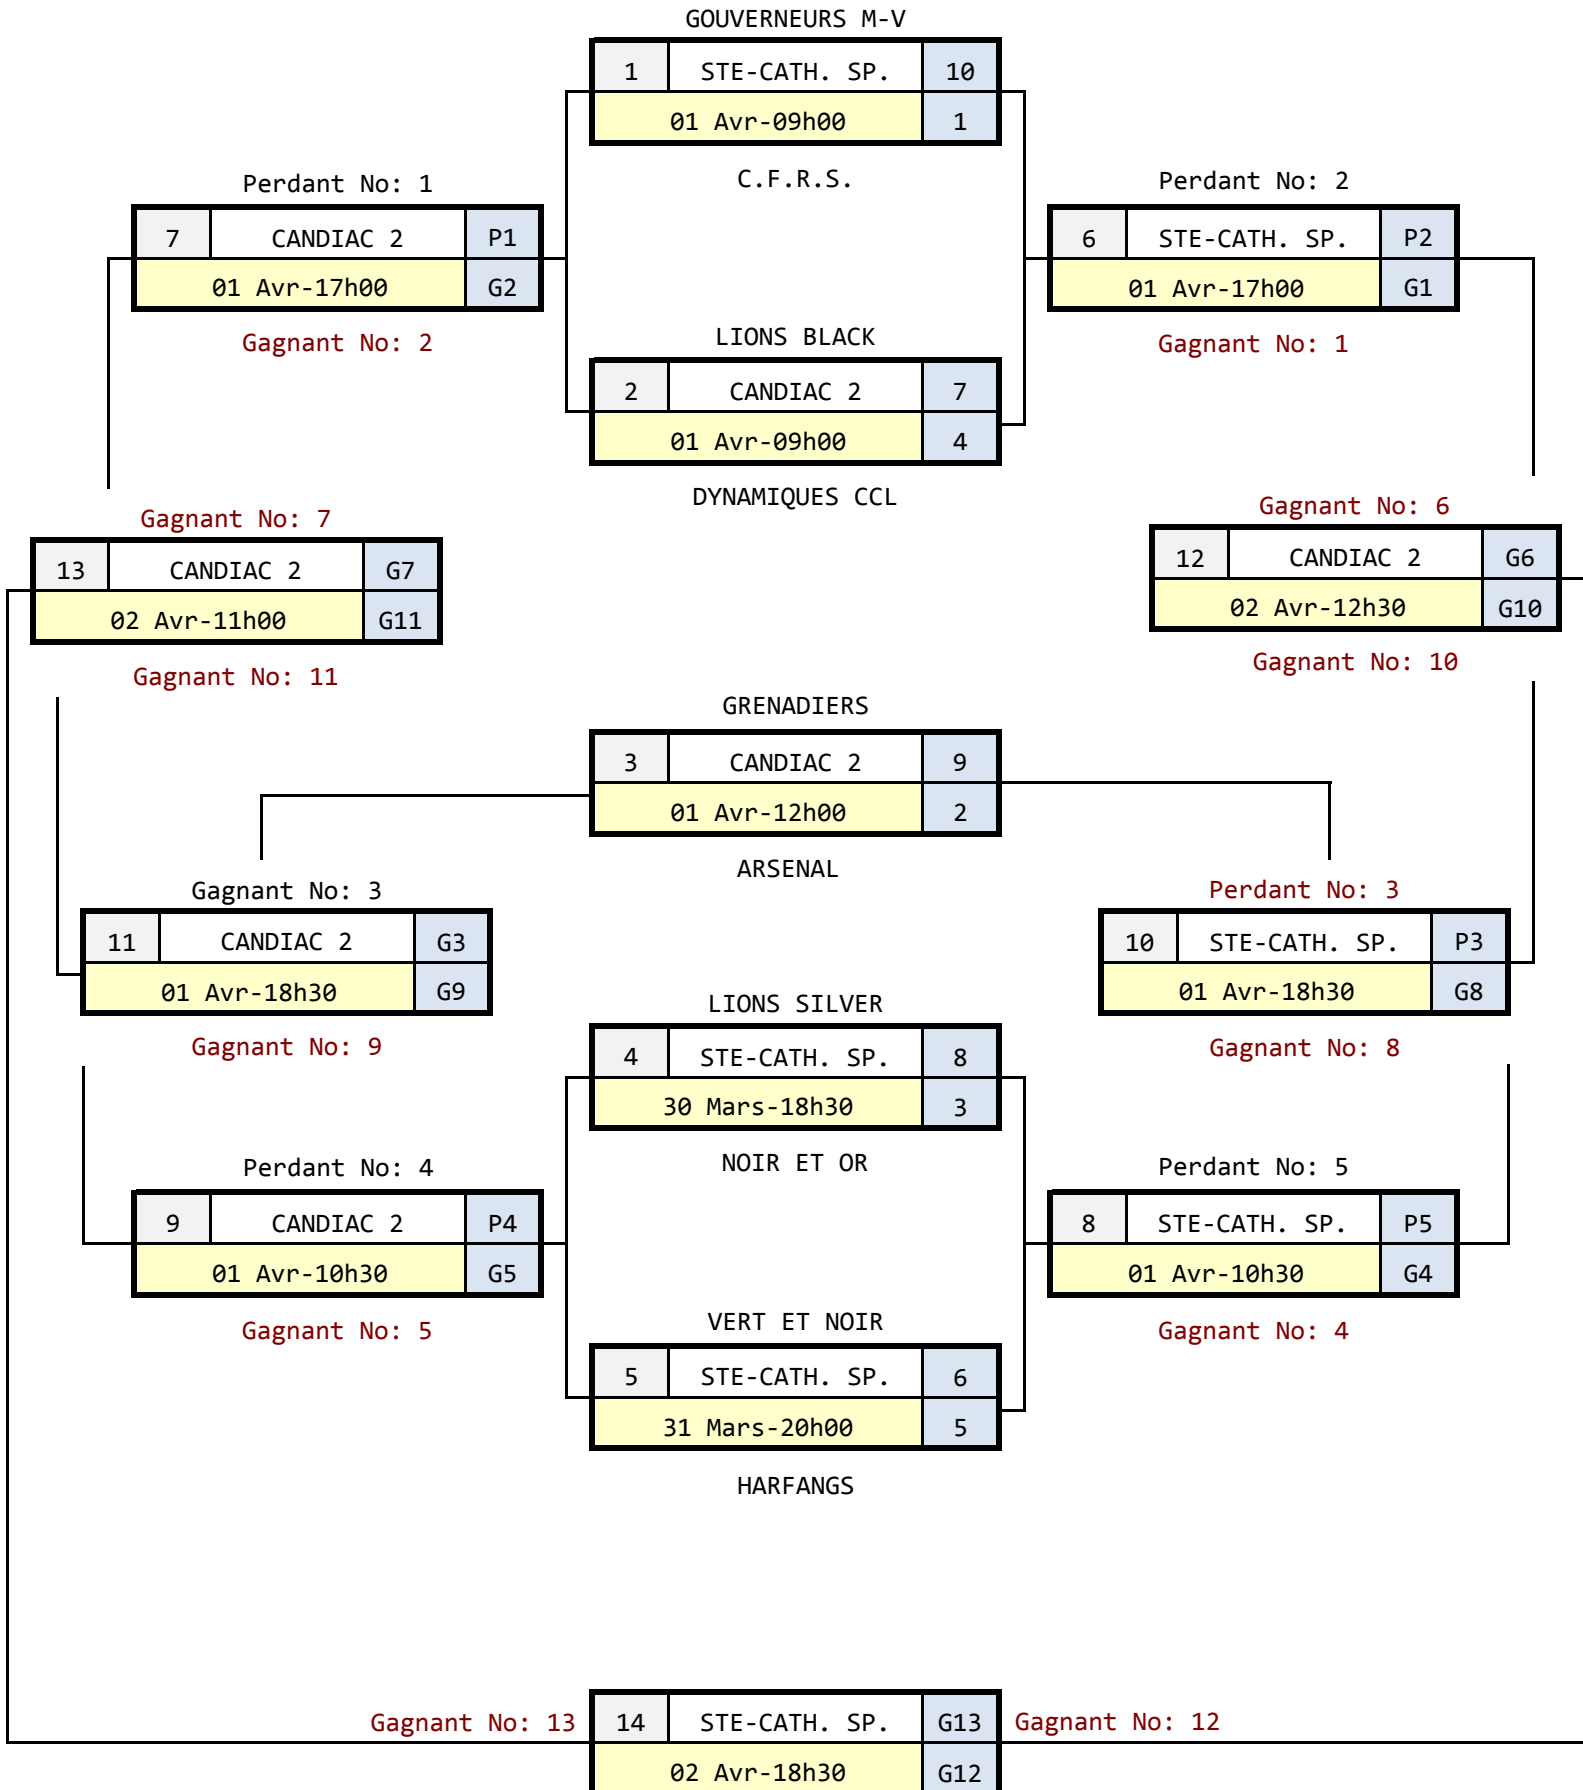 GOUVERNEURS M-V
1 STE-CATH. SP. 10
01 Avr-09h00 1
C.F.R.S.
Perdant No: 1
7 CANDIAC 2 P1
01 Avr-17h00 G2
Gagnant No: 2
Perdant No: 2
6 STE-CATH. SP. P2
01 Avr-17h00 G1
Gagnant No: 1
LIONS BLACK
2 CANDIAC 2 7
01 Avr-09h00 4
DYNAMIQUES CCL
Gagnant No: 7
13 CANDIAC 2 G7
02 Avr-11h00 G11
Gagnant No: 11
Gagnant No: 6
12 CANDIAC 2 G6
02 Avr-12h30 G10
Gagnant No: 10
GRENADIERS
3 CANDIAC 2 9
01 Avr-12h00 2
ARSENAL
Gagnant No: 3
11 CANDIAC 2 G3
01 Avr-18h30 G9
Gagnant No: 9
Perdant No: 3
10 STE-CATH. SP. P3
01 Avr-18h30 G8
Gagnant No: 8
LIONS SILVER
4 STE-CATH. SP. 8
30 Mars-18h30 3
NOIR ET OR
Perdant No: 4
9 CANDIAC 2 P4
01 Avr-10h30 G5
Gagnant No: 5
Perdant No: 5
8 STE-CATH. SP. P5
01 Avr-10h30 G4
Gagnant No: 4
VERT ET NOIR
5 STE-CATH. SP. 6
31 Mars-20h00 5
HARFANGS
Gagnant No: 13
14 STE-CATH. SP. G13
02 Avr-18h30 G12
Gagnant No: 12